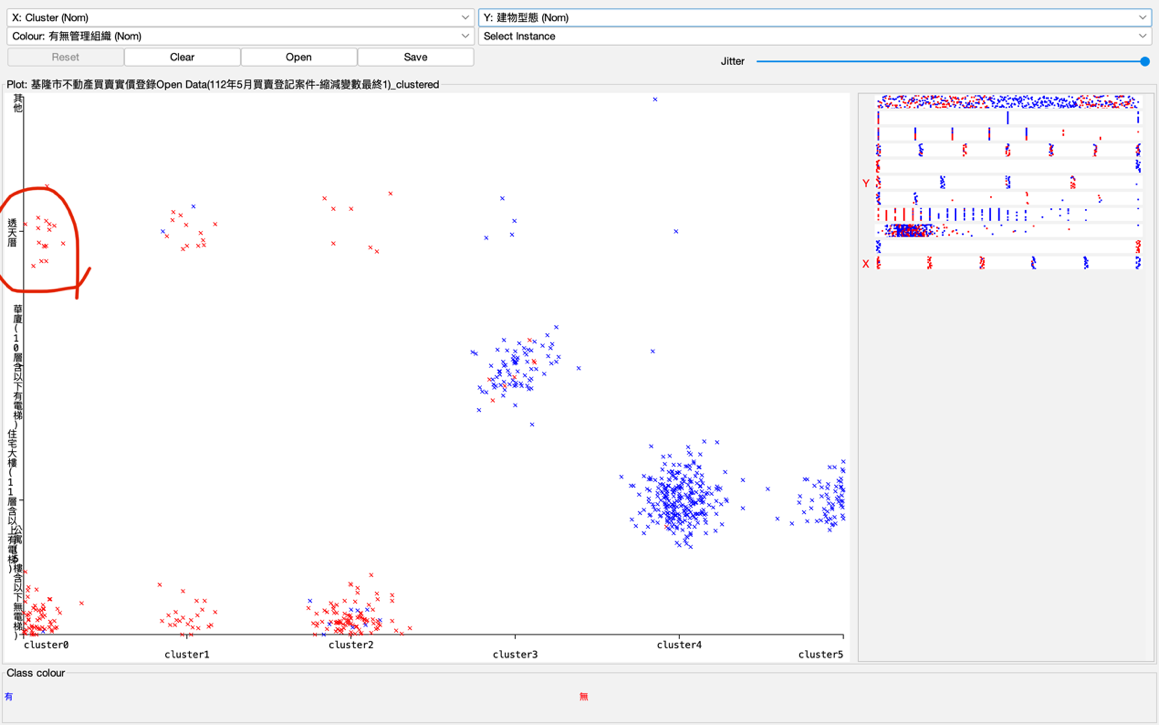 X: Cluster (Nom)
Y: 建物型態 (Nom)
Colour: 有無管理組織 (Nom)
Select Instance
Reset
Clear
Open
Save
Jitter
Plot: 基隆市不動產買賣實價登錄Open Data(112年5月買賣登記案件-縮減變數最終1)_clustered
其他
透天厝
華廈(10層含以下有電梯)
住宅大樓(11層含以上有電梯)
公寓(5樓含以下無電梯)
cluster0
cluster1
cluster2
cluster3
cluster4
cluster5
Y
X
Class colour
有
無